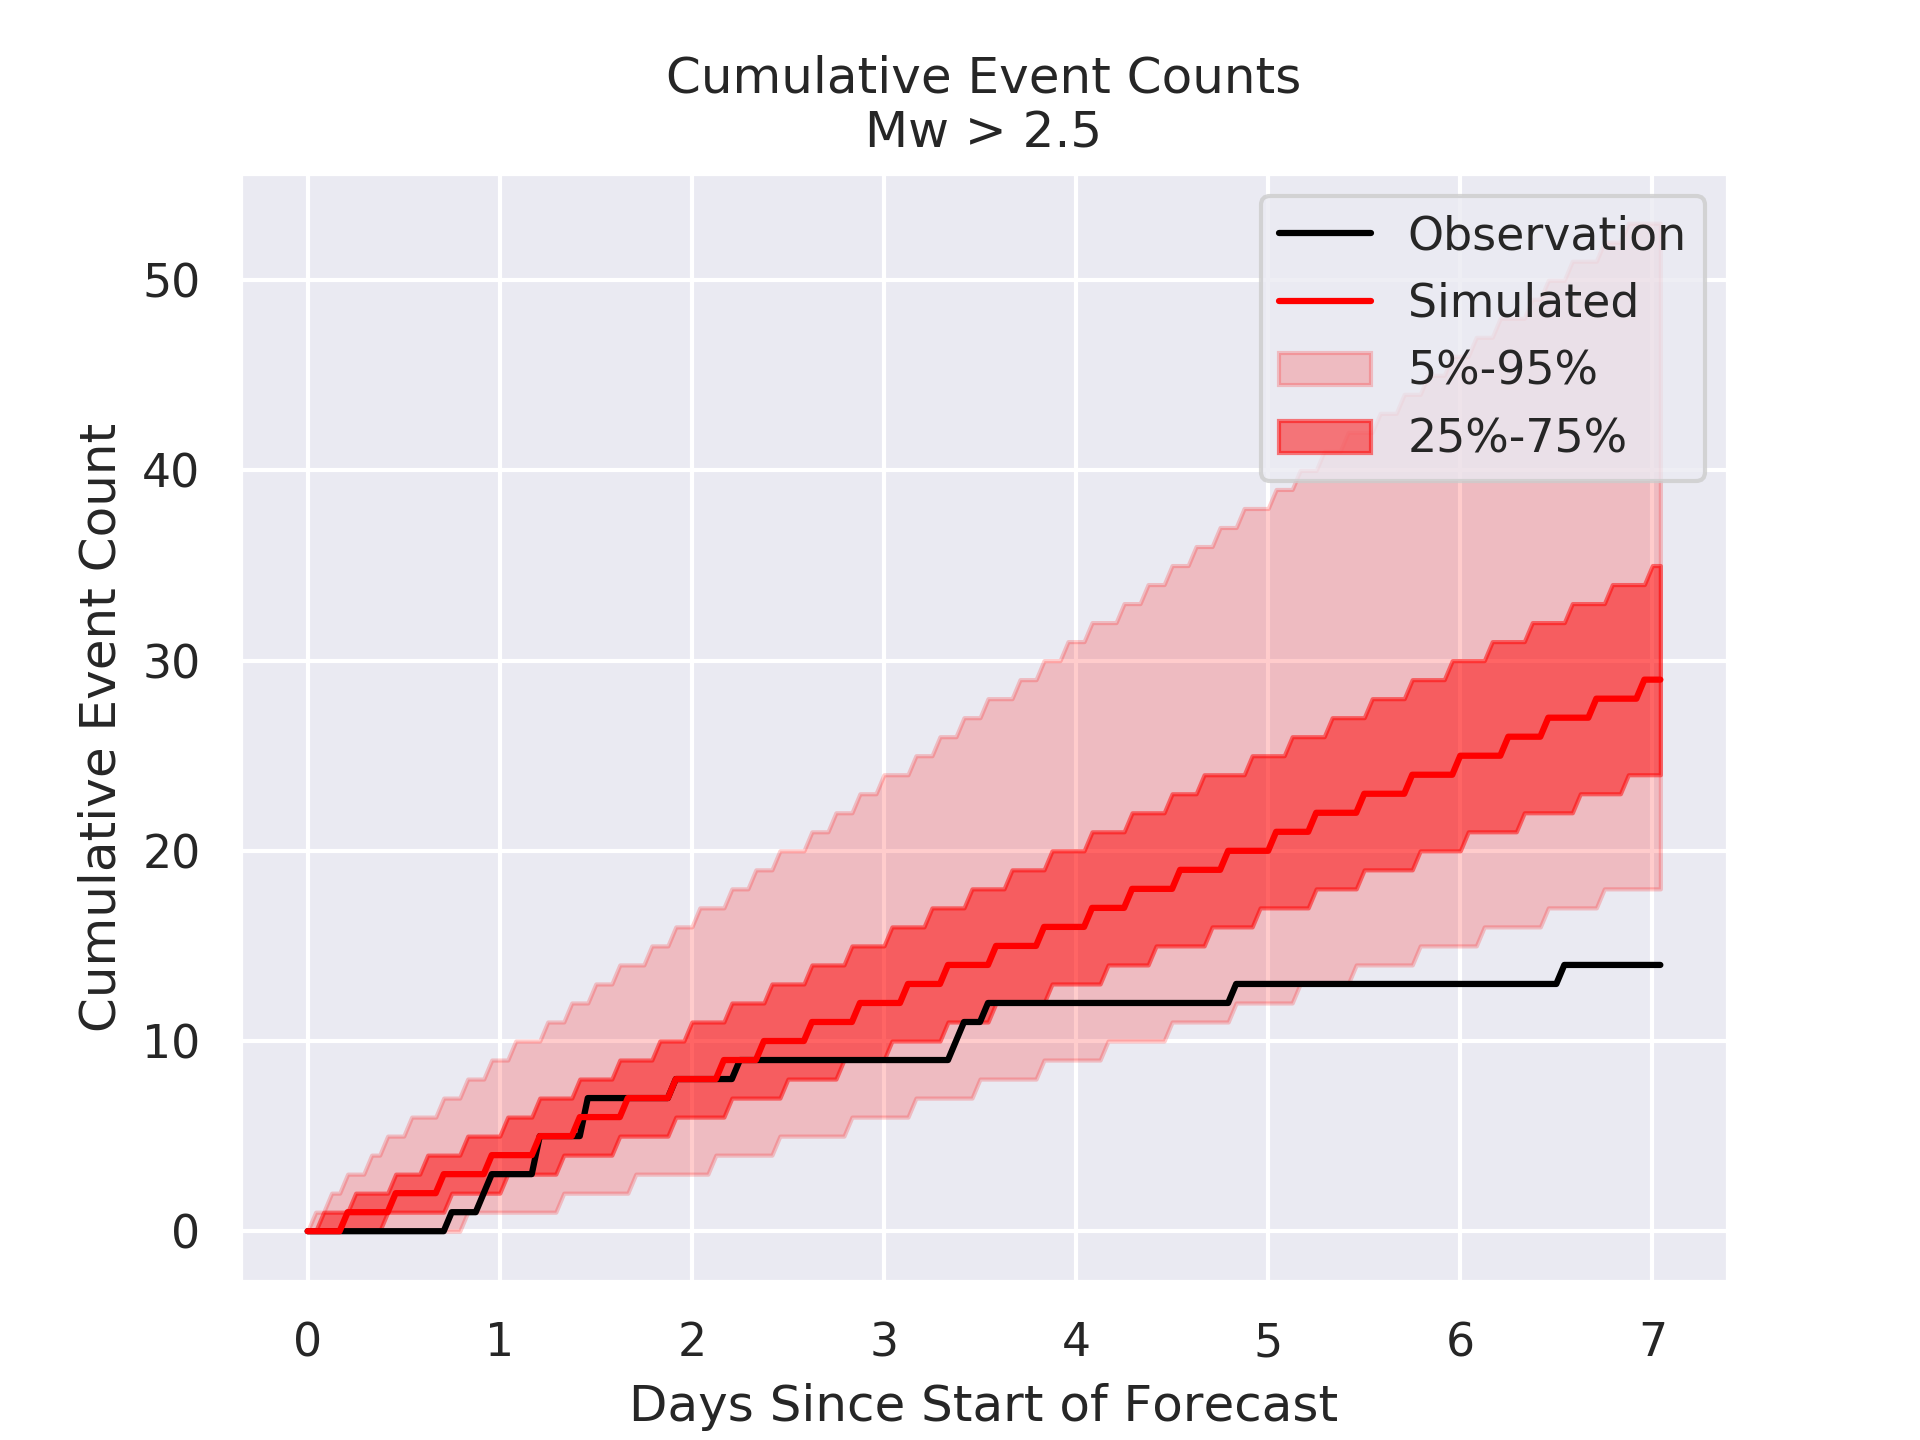 Cumulative Event Counts
Mw > 2.5
Observation
Simulated
5%-95%
25%-75%
Cumulative Event Count
50
40
30
20
10
0
0 1 2 3 4 5 6 7
Days Since Start of Forecast